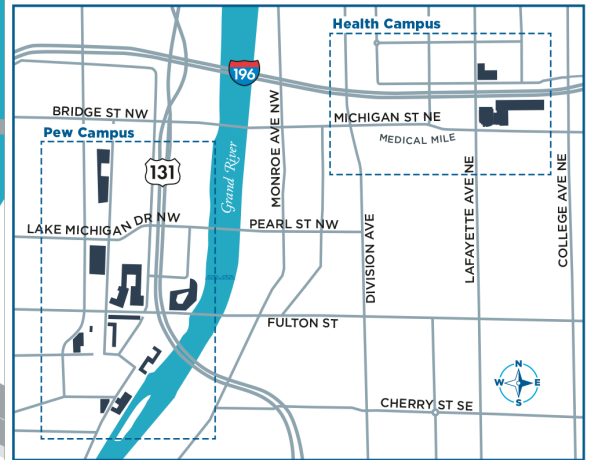 Health Campus
196
BRIDGE ST NW
MICHIGAN ST NE
MEDICAL MILE
Pew Campus
131
Grand River
MONROE AVE NW
LAKE MICHIGAN DR NW
PEARL ST NW
DIVISION AVE
LAFAYETTE AVE NE
COLLEGE AVE NE
FULTON ST
N
W E
S
CHERRY ST SE